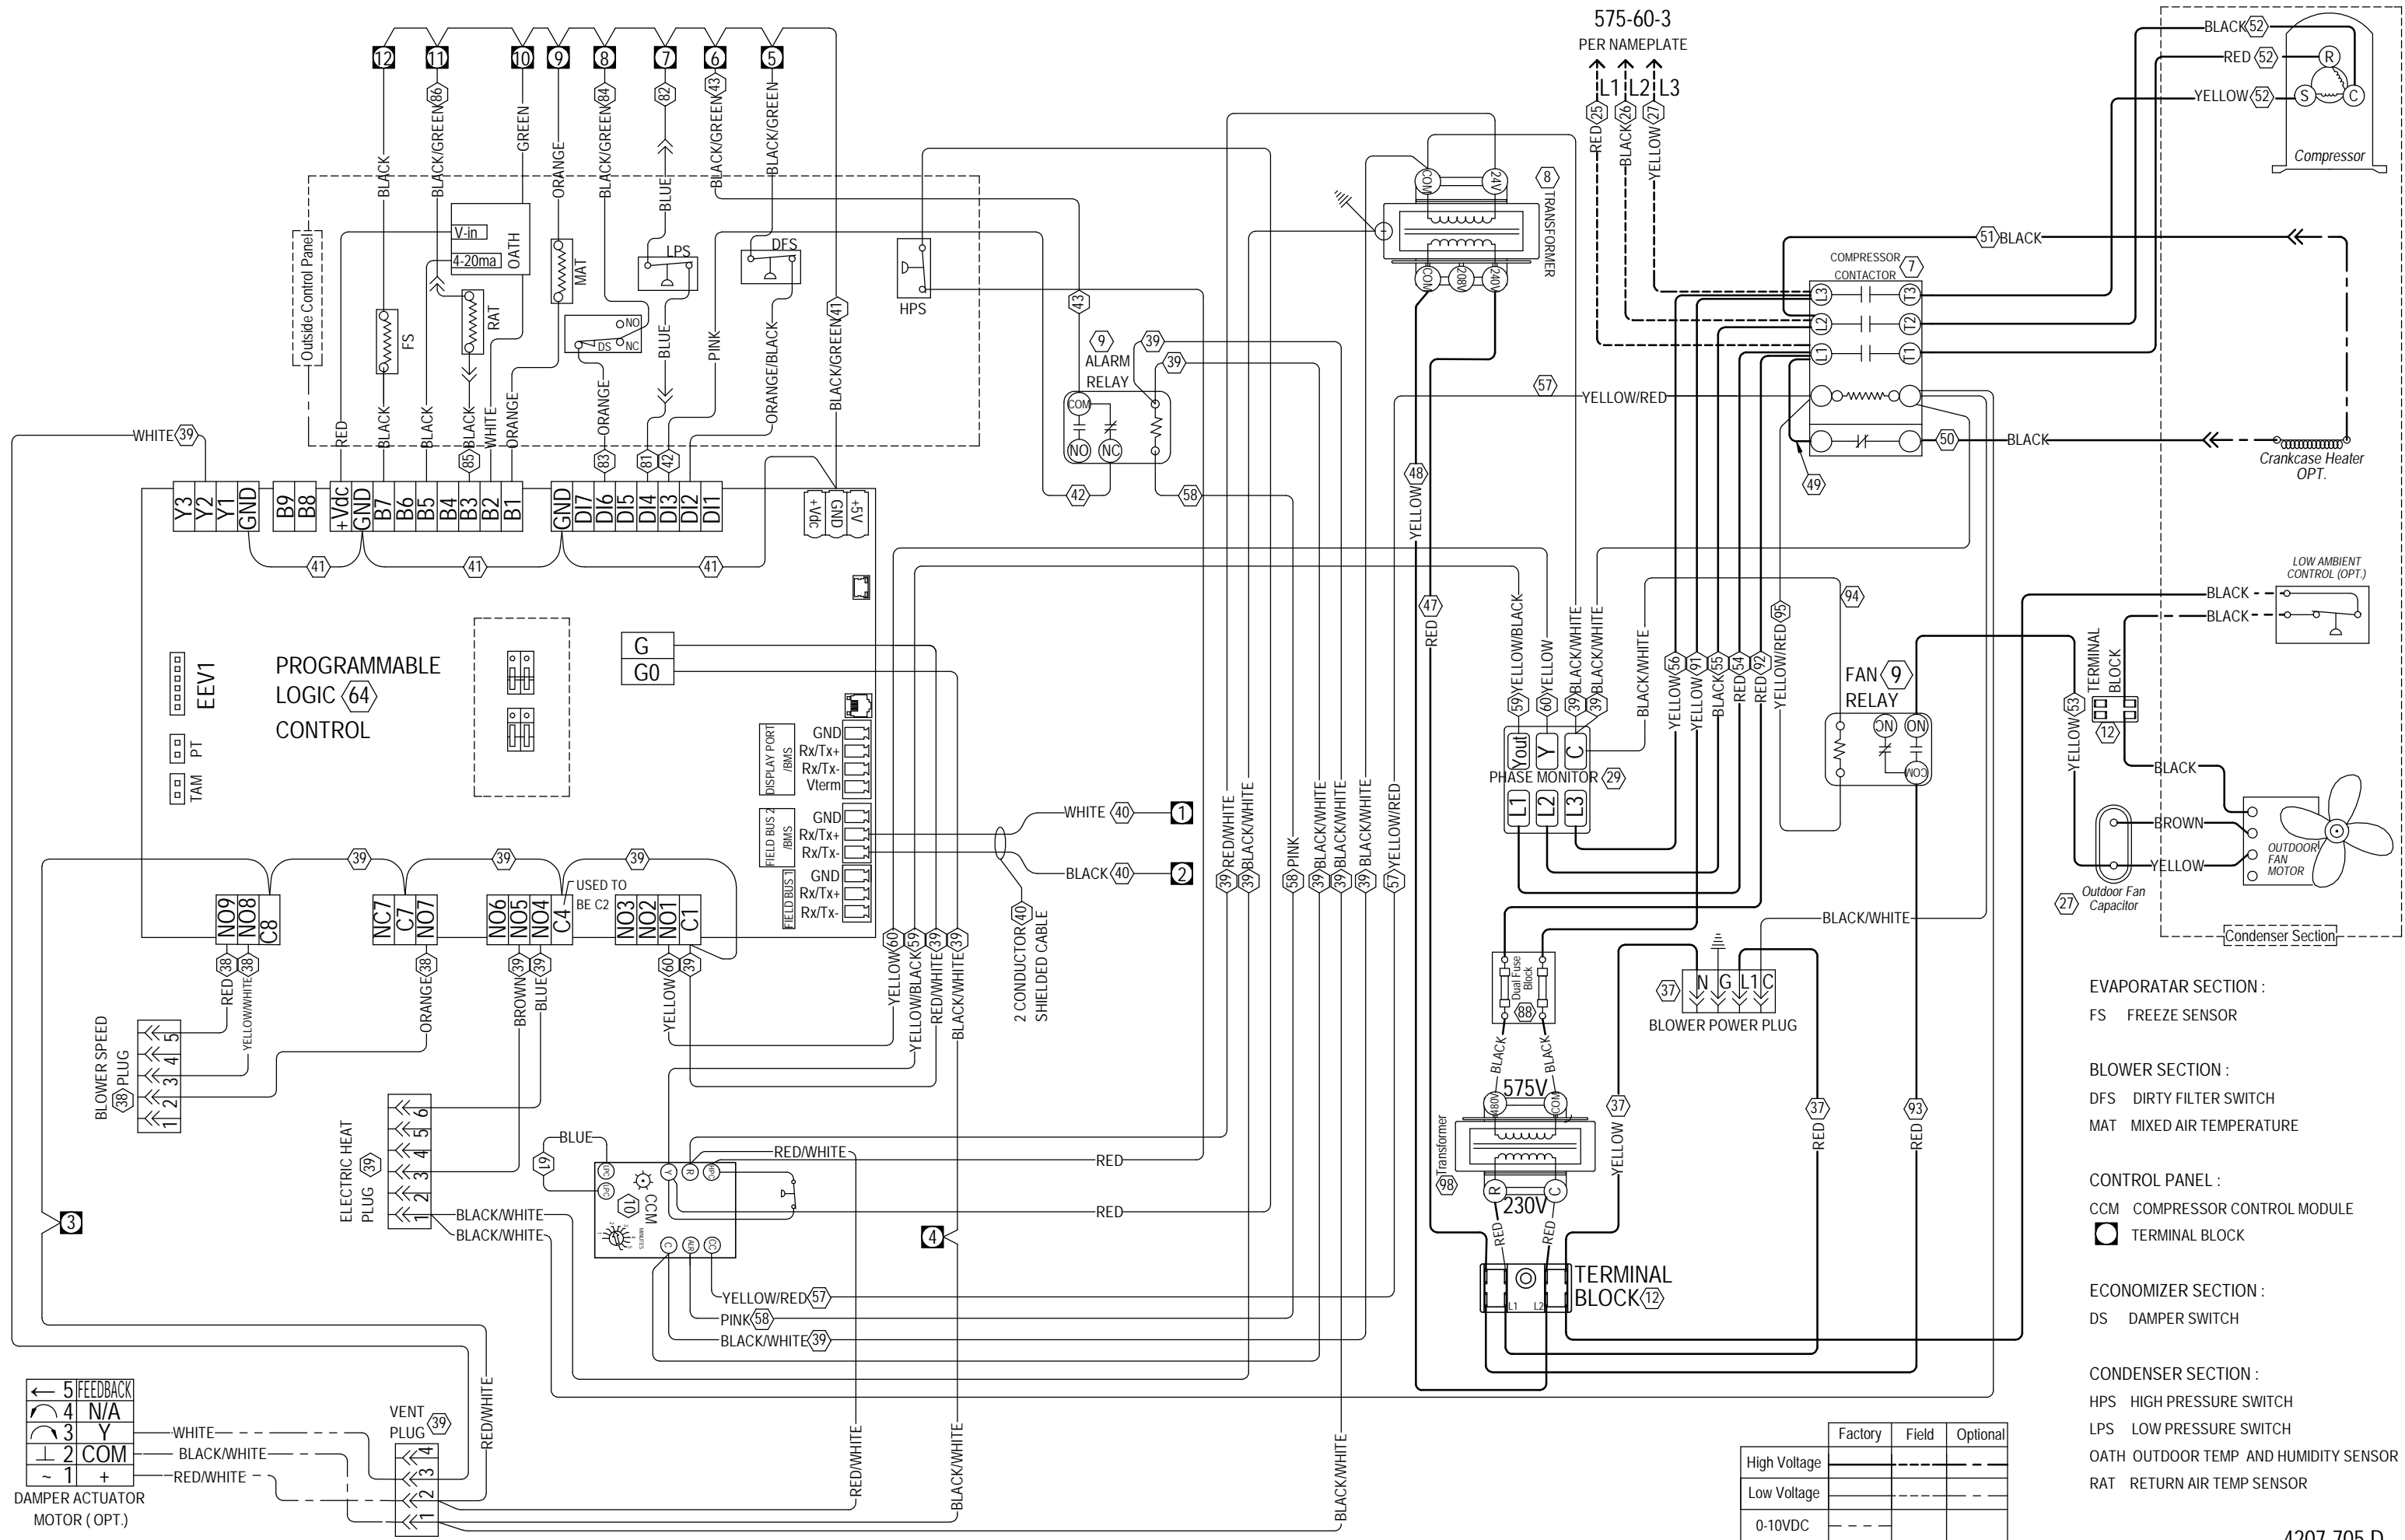 575-60-3
PER NAMEPLATE
L1 L2 L3
RED 25
BLACK 26
YELLOW 27
12
11
10
9
8
7
6
5
BLACK
BLACK/GREEN 86
GREEN
ORANGE
BLACK/GREEN 84
BLUE 82
BLACK/GREEN 43
BLACK/GREEN
Outside Control Panel
V-in
4-20ma
OATH
FS
RAT
MAT
NO
DS NC
LPS
DFS
HPS
RED
BLACK
BLACK
BLACK 85
WHITE
ORANGE
ORANGE 83
BLUE 81
PINK 42
ORANGE/BLACK
BLACK/GREEN 41
43
9
ALARM
RELAY
39
39
COM
NO
NC
42
58
COM
24V
8 TRANSFORMER
COM
208V
240V
BLACK 52
RED 52
YELLOW 52
R
S
C
Compressor
51 BLACK
COMPRESSOR
CONTACTOR 7
L3 T3
L2 T2
L1 T1
50 BLACK
49
Crankcase Heater
OPT.
57
YELLOW/RED
WHITE 39
Y3
Y2
Y1
GND
B9
B8
+Vdc
GND
B7
B6
B5
B4
B3
B2
B1
GND
DI7
DI6
DI5
DI4
DI3
DI2
DI1
+Vdc
GND
+5V
41
41
41
PROGRAMMABLE
LOGIC 64
CONTROL
EEV1
PT
TAM
G
G0
DISPLAY PORT
/BMS
GND
Rx/Tx+
Rx/Tx-
Vterm
FIELD BUS 2
/BMS
GND
Rx/Tx+
Rx/Tx-
FIELD BUS 1
GND
Rx/Tx+
Rx/Tx-
WHITE 40 1
BLACK 40 2
2 CONDUCTOR 40
SHIELDED CABLE
39
39
39
USED TO
BE C2
NO9
NO8
C8
NC7
C7
NO7
NO6
NO5
NO4
C4
NO3
NO2
NO1
C1
RED 38
YELLOW/WHITE 38
ORANGE 38
BROWN 39
BLUE 39
YELLOW 60
39
YELLOW 60
YELLOW/BLACK 59
RED/WHITE 39
BLACK/WHITE 39
BLOWER SPEED
38 PLUG
5
4
3
2
1
ELECTRIC HEAT
PLUG 39
6
5
4
3
2
1
BLACK/WHITE
BLACK/WHITE
BLUE
61
LPC
LPC
Y
R
HPC
CCM
10
MINUTES
C
ALR
CC
RED/WHITE
RED
RED
YELLOW/RED 57
PINK 58
BLACK/WHITE 39
3
4
39 RED/WHITE
39 BLACK/WHITE
58 PINK
39 BLACK/WHITE
39 BLACK/WHITE
39 BLACK/WHITE
57 YELLOW/RED
YELLOW 48
RED 47
59 YELLOW/BLACK
60 YELLOW
39 BLACK/WHITE
39 BLACK/WHITE
BLACK/WHITE
YELLOW 56
YELLOW 91
BLACK 55
RED 54
RED 92
YELLOW/RED 95
94
Yout
Y
C
PHASE MONITOR 29
L1
L2
L3
FAN 9
RELAY
NC
NO
COM
TERMINAL
BLOCK
12
YELLOW 53
LOW AMBIENT
CONTROL (OPT.)
BLACK
BLACK
BLACK
BROWN
YELLOW
OUTDOOR
FAN
MOTOR
27
Outdoor Fan
Capacitor
Condenser Section
BLACK/WHITE
Dual Fuse
Block
88
37
N G L1 C
BLOWER POWER PLUG
BLACK
BLACK
575V
480V
COM
Transformer
98
R
C
230V
RED
RED
YELLOW 37
RED 37
RED 93
L1 L2
TERMINAL
BLOCK 12
EVAPORATAR SECTION :
FS FREEZE SENSOR
BLOWER SECTION :
DFS DIRTY FILTER SWITCH
MAT MIXED AIR TEMPERATURE
CONTROL PANEL :
CCM COMPRESSOR CONTROL MODULE
TERMINAL BLOCK
ECONOMIZER SECTION :
DS DAMPER SWITCH
CONDENSER SECTION :
HPS HIGH PRESSURE SWITCH
LPS LOW PRESSURE SWITCH
OATH OUTDOOR TEMP AND HUMIDITY SENSOR
RAT RETURN AIR TEMP SENSOR
5 FEEDBACK
4 N/A
3 Y
2 COM
~ 1 +
DAMPER ACTUATOR
MOTOR ( OPT.)
WHITE
BLACK/WHITE
RED/WHITE
VENT
PLUG 39
4
3
2
1
RED/WHITE
RED/WHITE
BLACK/WHITE
BLACK/WHITE
Factory Field Optional
High Voltage
Low Voltage
0-10VDC
4207-705 D